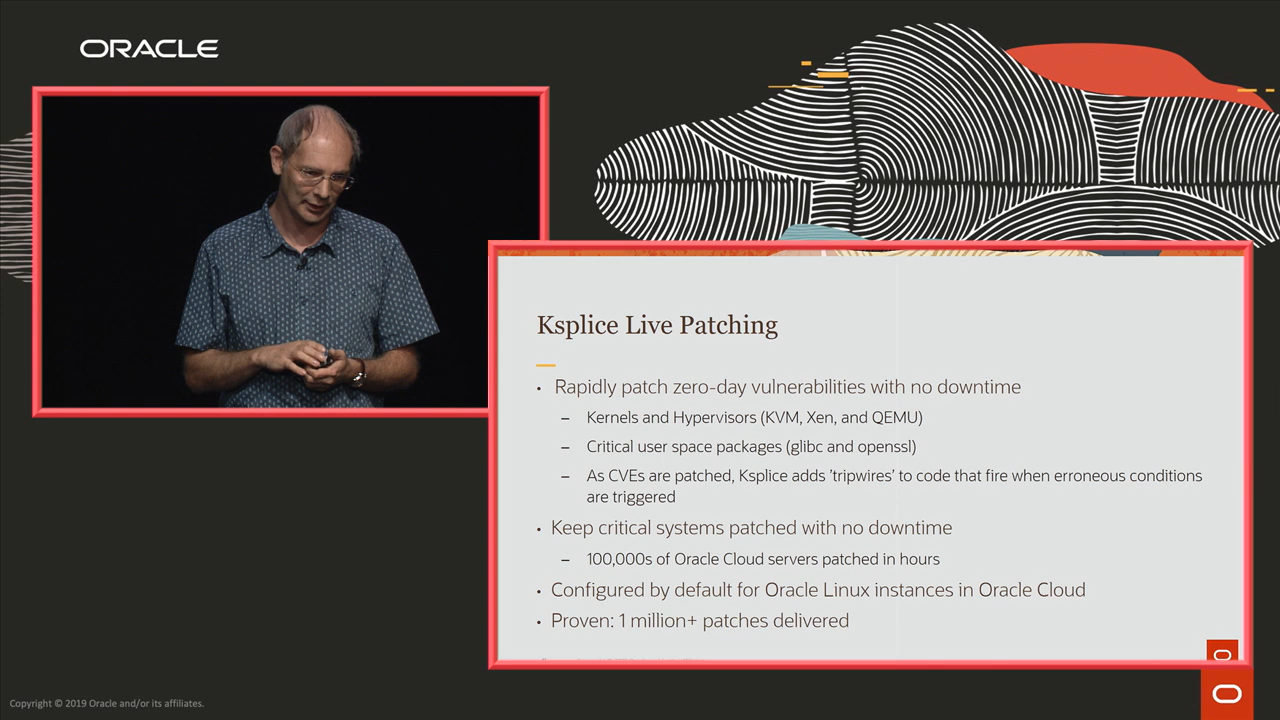 ORACLE
Ksplice Live Patching
• Rapidly patch zero-day vulnerabilities with no downtime
– Kernels and Hypervisors (KVM, Xen, and QEMU)
– Critical user space packages (glibc and openssl)
– As CVEs are patched, Ksplice adds 'tripwires' to code that fire when erroneous conditions
are triggered
• Keep critical systems patched with no downtime
– 100,000s of Oracle Cloud servers patched in hours
• Configured by default for Oracle Linux instances in Oracle Cloud
• Proven: 1 million+ patches delivered
Copyright © 2019 Oracle and/or its affiliates.